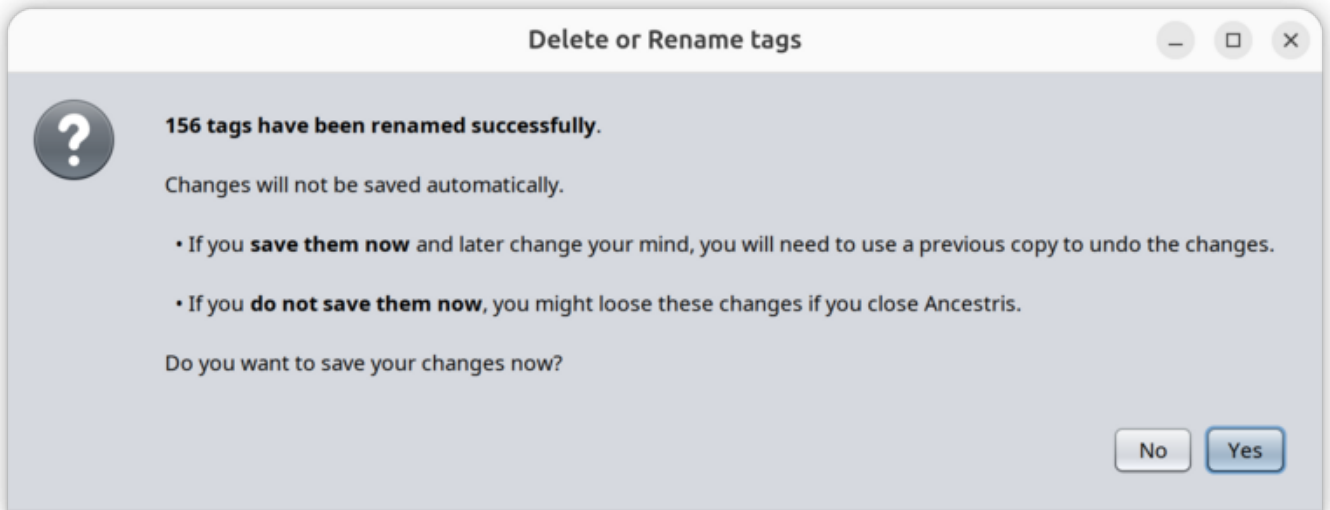 Delete or Rename tags
156 tags have been renamed successfully.
Changes will not be saved automatically.
• If you save them now and later change your mind, you will need to use a previous copy to undo the changes.
• If you do not save them now, you might loose these changes if you close Ancestris.
Do you want to save your changes now?
No Yes